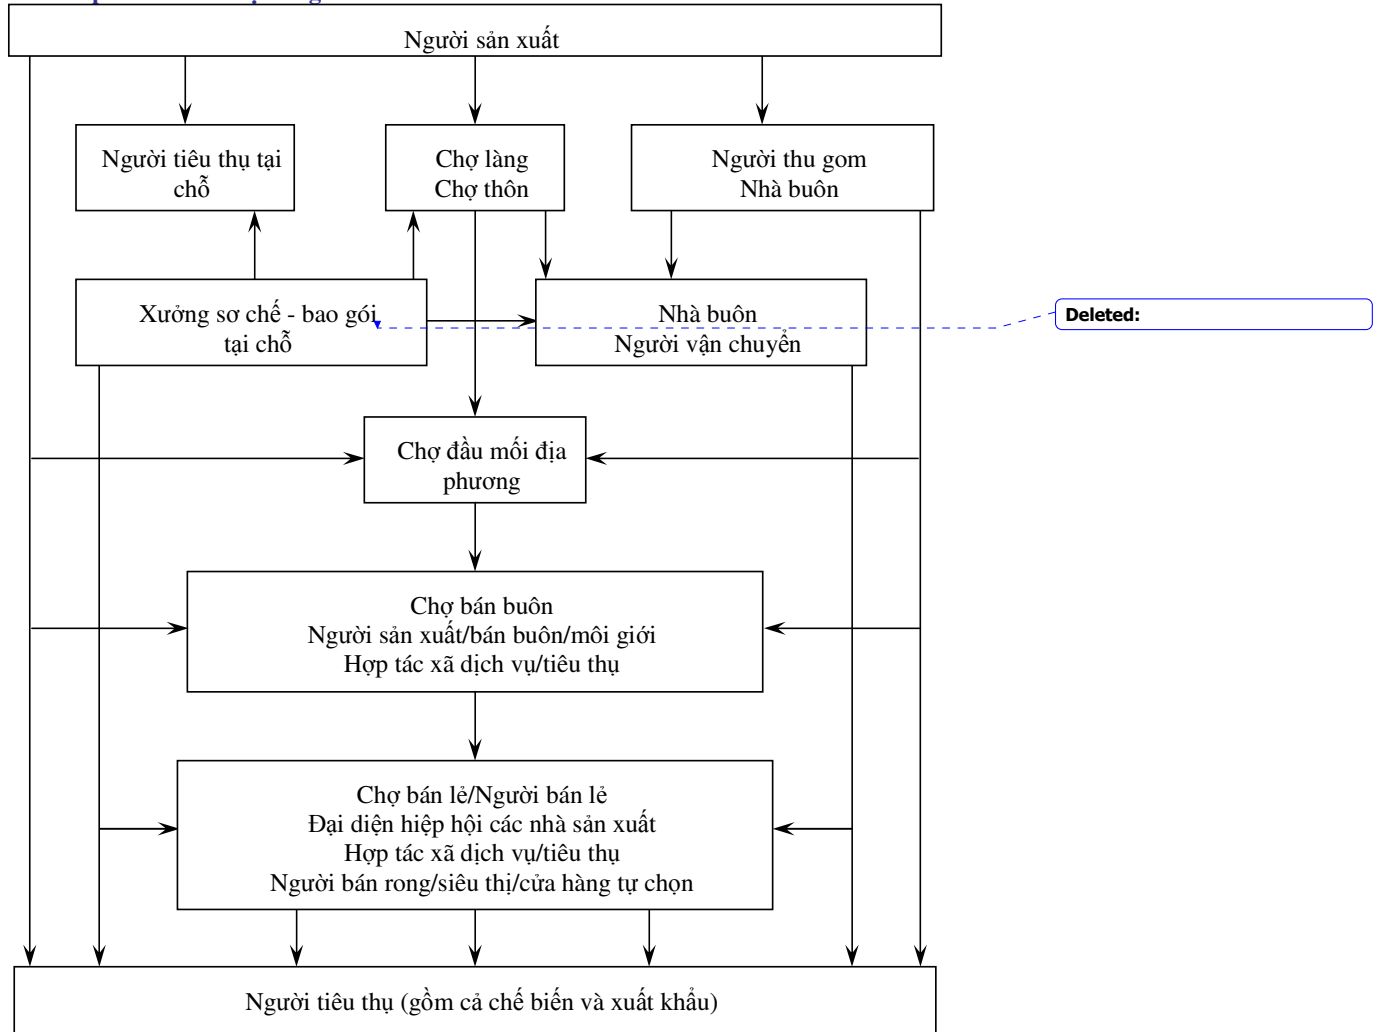 Người sản xuất
Người tiêu thụ tại
chỗ
Chợ làng
Chợ thôn
Người thu gom
Nhà buôn
Xưởng sơ chế - bao gói
tại chỗ
Nhà buôn
Người vận chuyển
Deleted:
Chợ đầu mối địa
phương
Chợ bán buôn
Người sản xuất/bán buôn/môi giới
Hợp tác xã dịch vụ/tiêu thụ
Chợ bán lẻ/Người bán lẻ
Đại diện hiệp hội các nhà sản xuất
Hợp tác xã dịch vụ/tiêu thụ
Người bán rong/siêu thị/cửa hàng tự chọn
Người tiêu thụ (gồm cả chế biến và xuất khẩu)